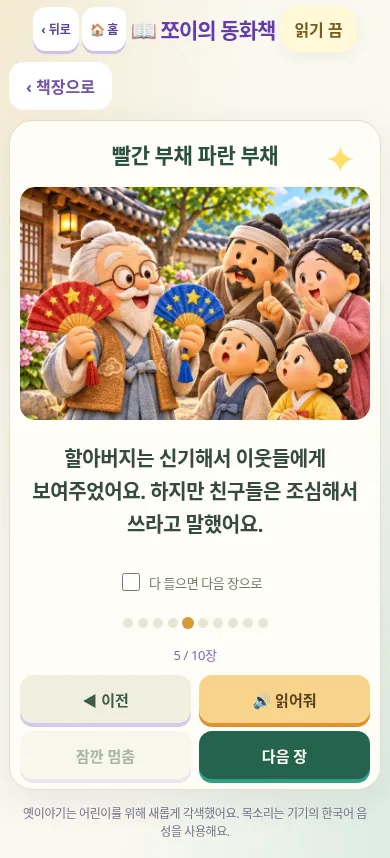 ‹ 뒤로
🏠 홈
📖 쪼이의 동화책
읽기 끔
‹ 책장으로
빨간 부채 파란 부채
할아버지는 신기해서 이웃들에게
보여주었어요. 하지만 친구들은 조심해서
쓰라고 말했어요.
다 들으면 다음 장으로
5 / 10장
◀ 이전
🔊 읽어줘
잠깐 멈춤
다음 장
옛이야기는 어린이를 위해 새롭게 각색했어요. 목소리는 기기의 한국어 음
성을 사용해요.